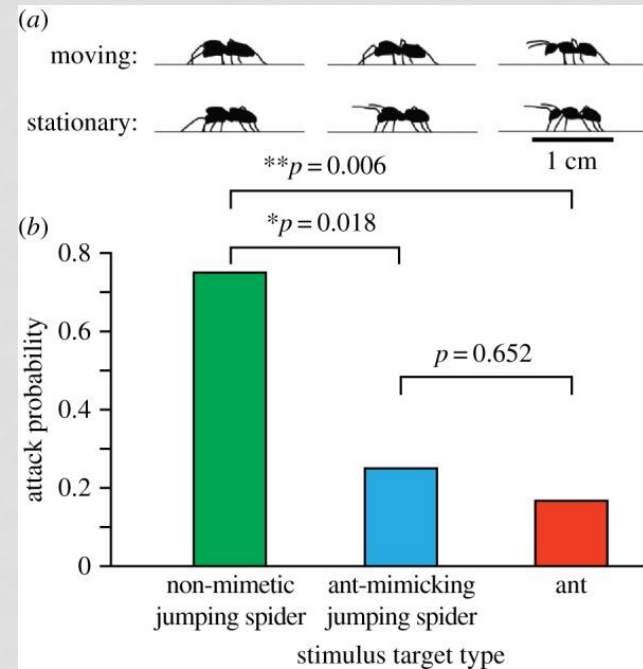 (a)
moving:
stationary:
1 cm
**p = 0.006
(b)
*p = 0.018
0.8
p = 0.652
0.6
0.4
0.2
0
attack probability
non-mimetic
jumping spider
ant-mimicking
jumping spider
ant
stimulus target type